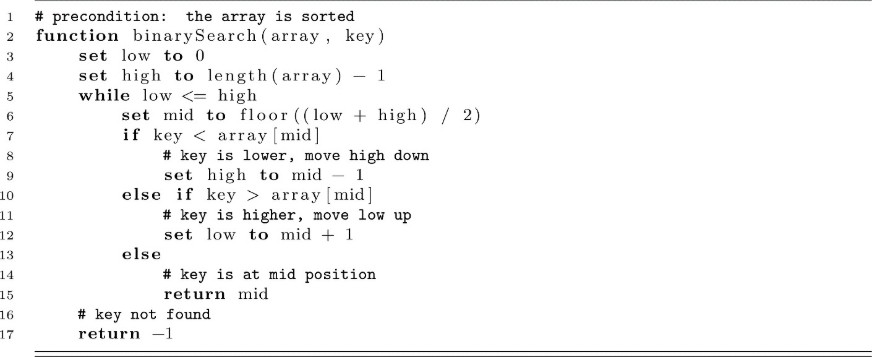 1 # precondition:  the array is sorted
2 function binarySearch(array, key)
3     set low to 0
4     set high to length(array) − 1
5     while low <= high
6         set mid to floor((low + high) / 2)
7         if key < array[mid]
8             # key is lower, move high down
9             set high to mid − 1
10         else if key > array[mid]
11             # key is higher, move low up
12             set low to mid + 1
13         else
14             # key is at mid position
15             return mid
16     # key not found
17     return −1